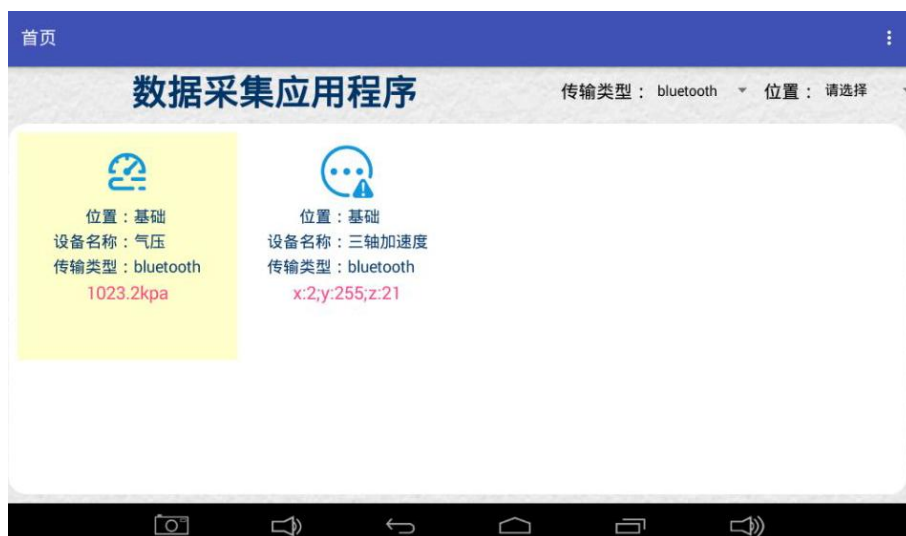 首页
数据采集应用程序
传输类型： bluetooth 位置： 请选择
位置：基础
设备名称：气压
传输类型：bluetooth
1023.2kpa
位置：基础
设备名称：三轴加速度
传输类型：bluetooth
x:2;y:255;z:21